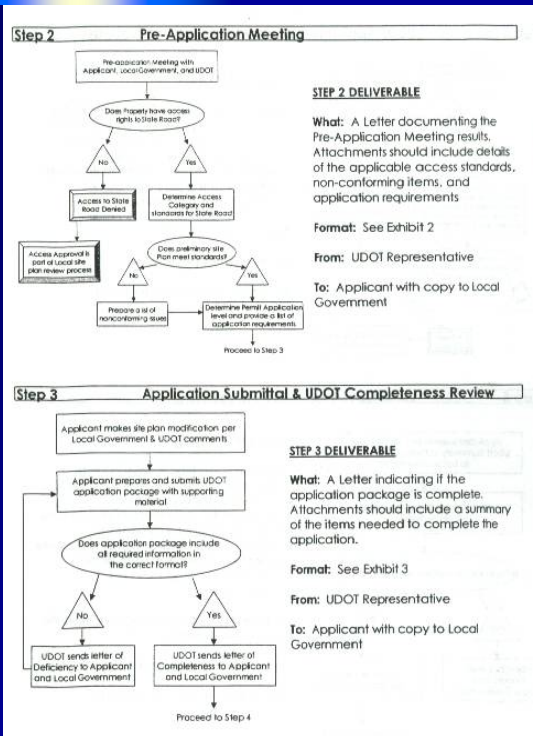 Step 2
Pre-Application Meeting
Pre-application Meeting with
Applicant, Local Government, and UDOT
Does Property have access
rights to State Road?
No
Yes
Access to State
Road Denied
Determine Access
Category and
standards for State Road
Access Approval is
part of Local site
plan review process
Does preliminary site
Plan meet standards?
No
Yes
Prepare a list of
nonconforming issues
Determine Permit Application
level and provide a list of
application requirements.
Proceed to Step 3
STEP 2 DELIVERABLE
What: A Letter documenting the
Pre-Application Meeting results.
Attachments should include details
of the applicable access standards,
non-conforming items, and
application requirements
Format: See Exhibit 2
From: UDOT Representative
To: Applicant with copy to Local
Government
Step 3
Application Submittal & UDOT Completeness Review
Applicant makes site plan modification per
Local Government & UDOT comments
Applicant prepares and submits UDOT
application package with supporting
material
Does application package include
all required information in
the correct format?
No
Yes
UDOT sends letter of
Deficiency to Applicant
and Local Government
UDOT sends letter of
Completeness to Applicant
and Local Government
Proceed to Step 4
STEP 3 DELIVERABLE
What: A Letter indicating if the
application package is complete.
Attachments should include a summary
of the items needed to complete the
application.
Format: See Exhibit 3
From: UDOT Representative
To: Applicant with copy to Local
Government